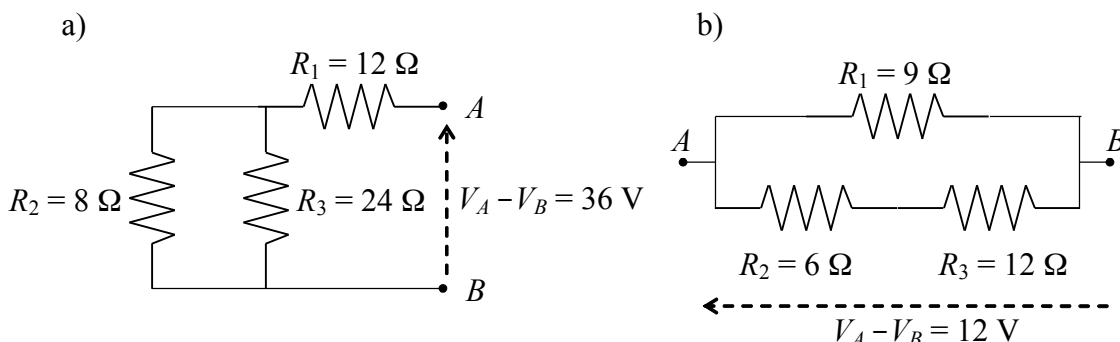 a)
R1 = 12 Ω
A
R2 = 8 Ω
R3 = 24 Ω
VA – VB = 36 V
B
b)
R1 = 9 Ω
A
B
R2 = 6 Ω
R3 = 12 Ω
VA – VB = 12 V